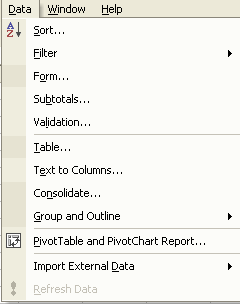 Data Window Help
Sort...
Filter
Form...
Subtotals...
Validation...
Table...
Text to Columns...
Consolidate...
Group and Outline
PivotTable and PivotChart Report...
Import External Data
Refresh Data